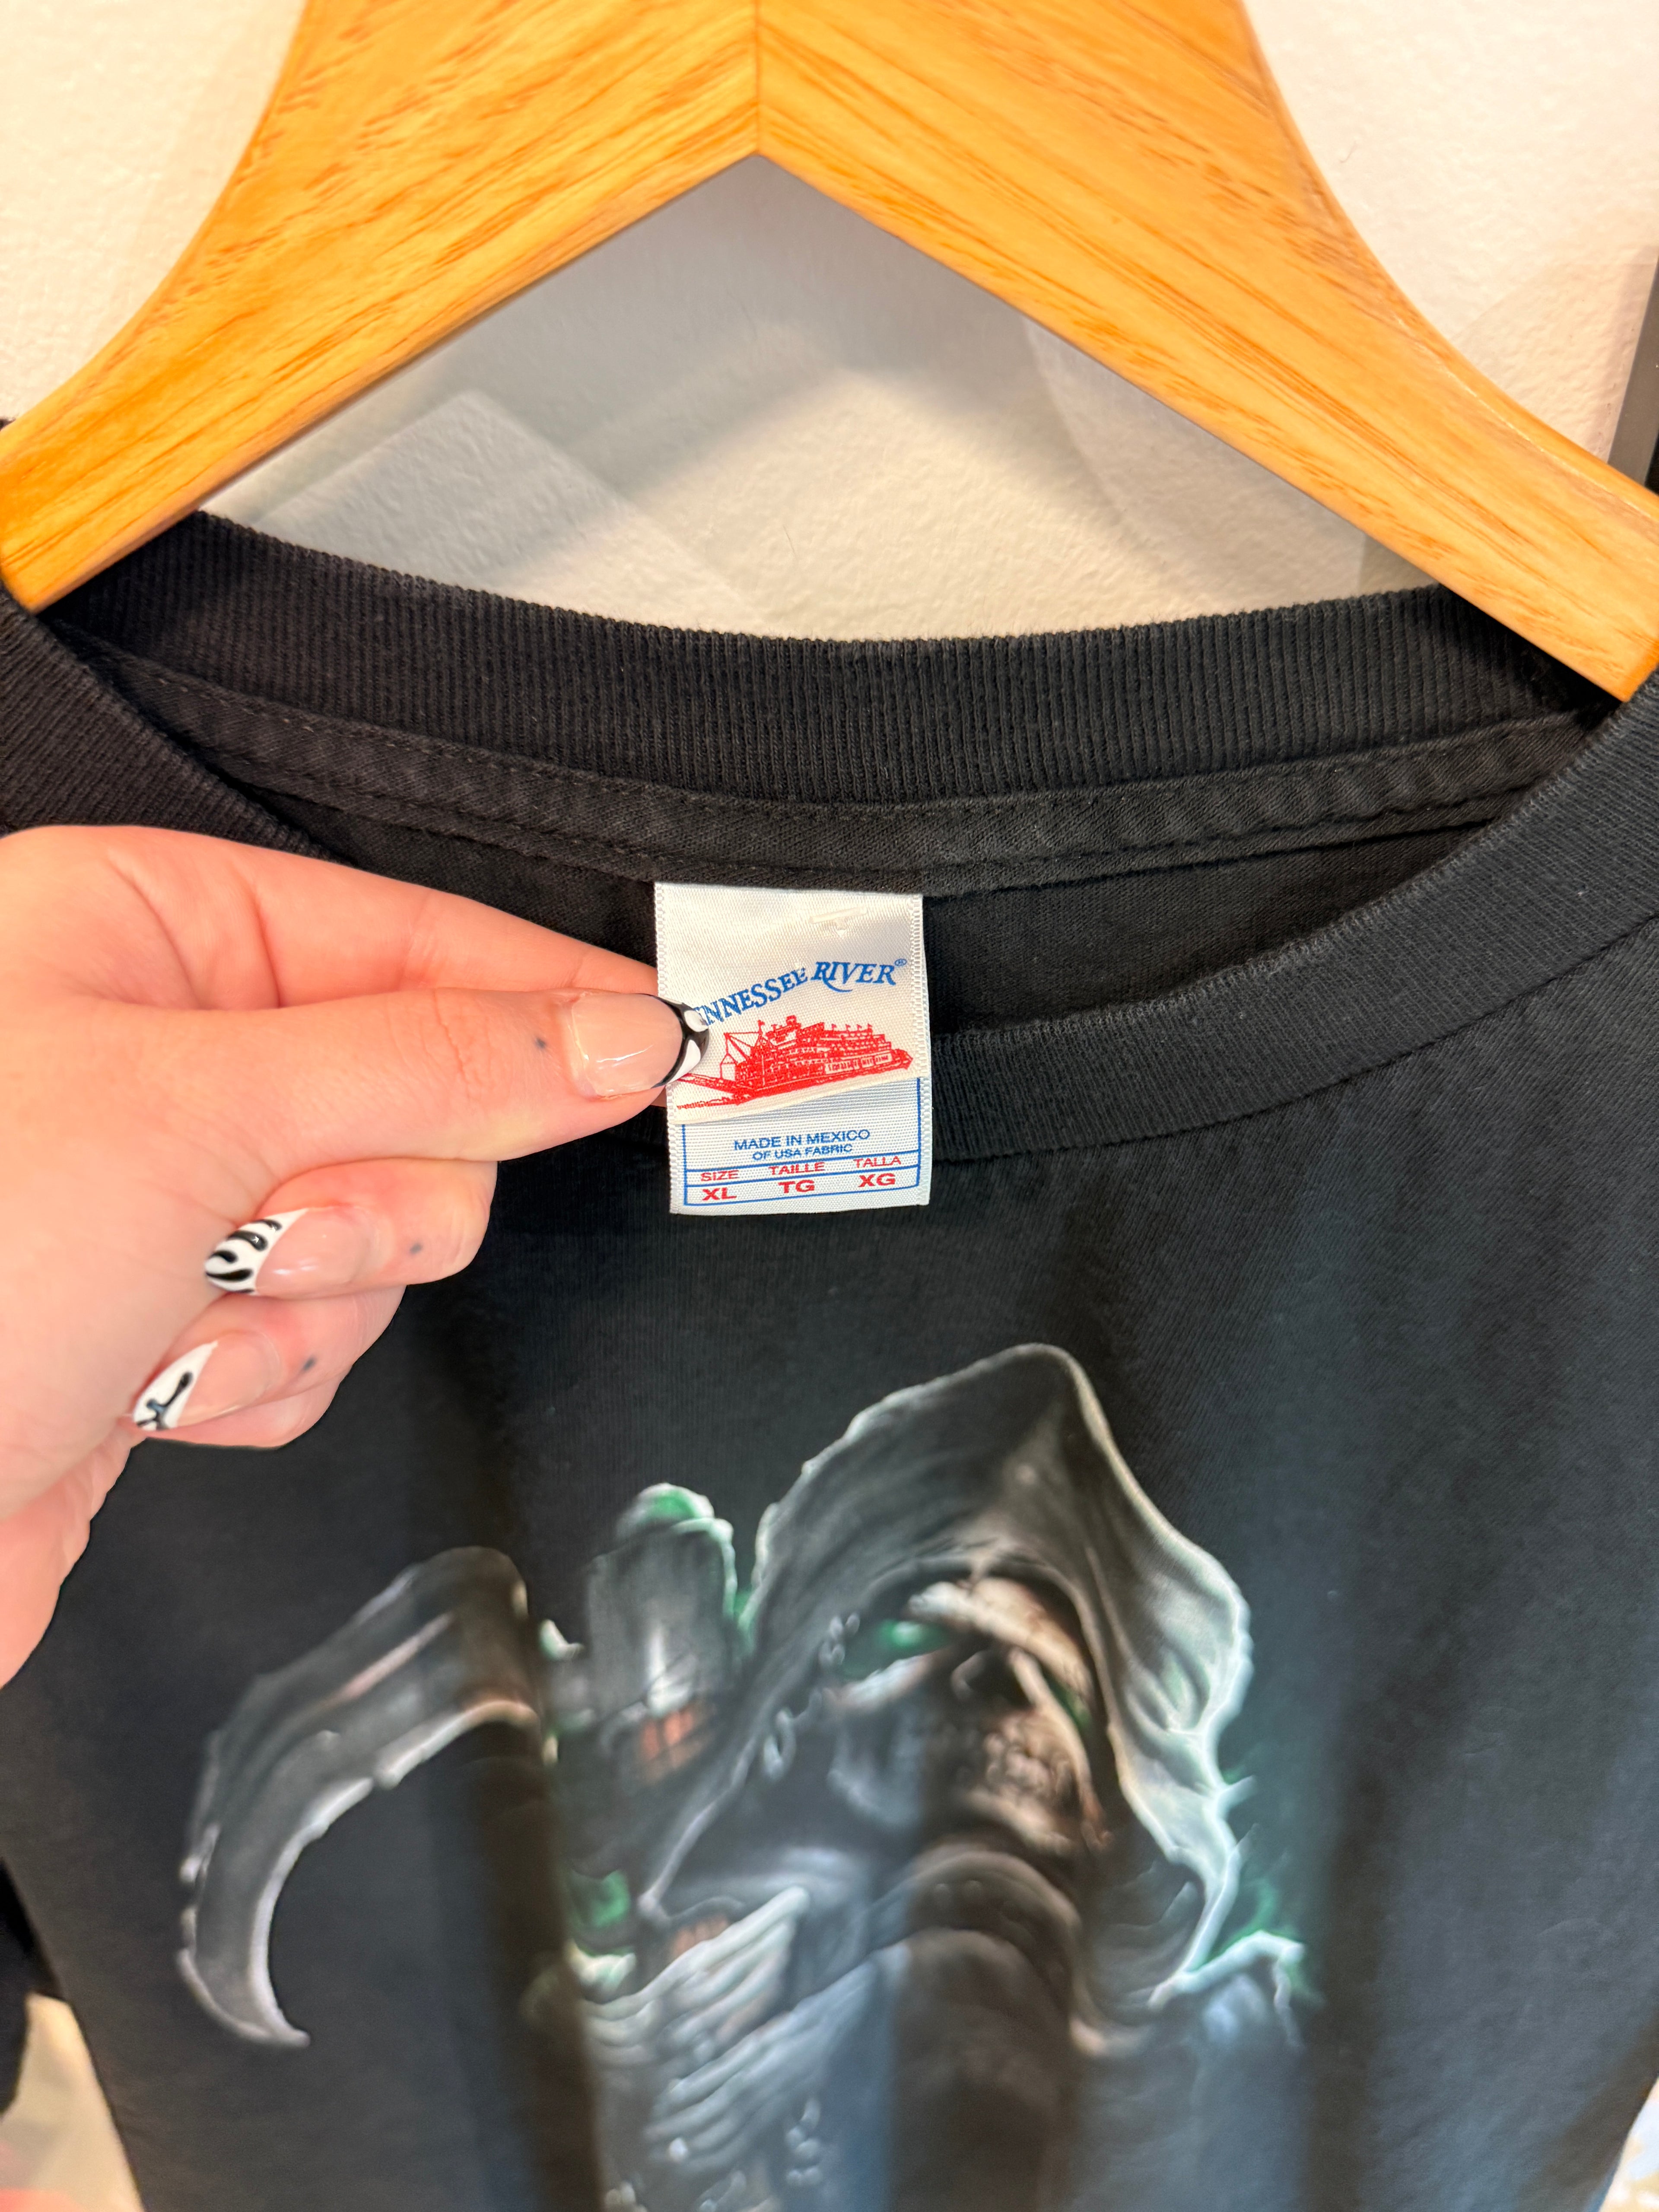 NNESSEE RIVER®
MADE IN MEXICO
OF USA FABRIC
SIZE TAILLE TALLA
XL TG XG